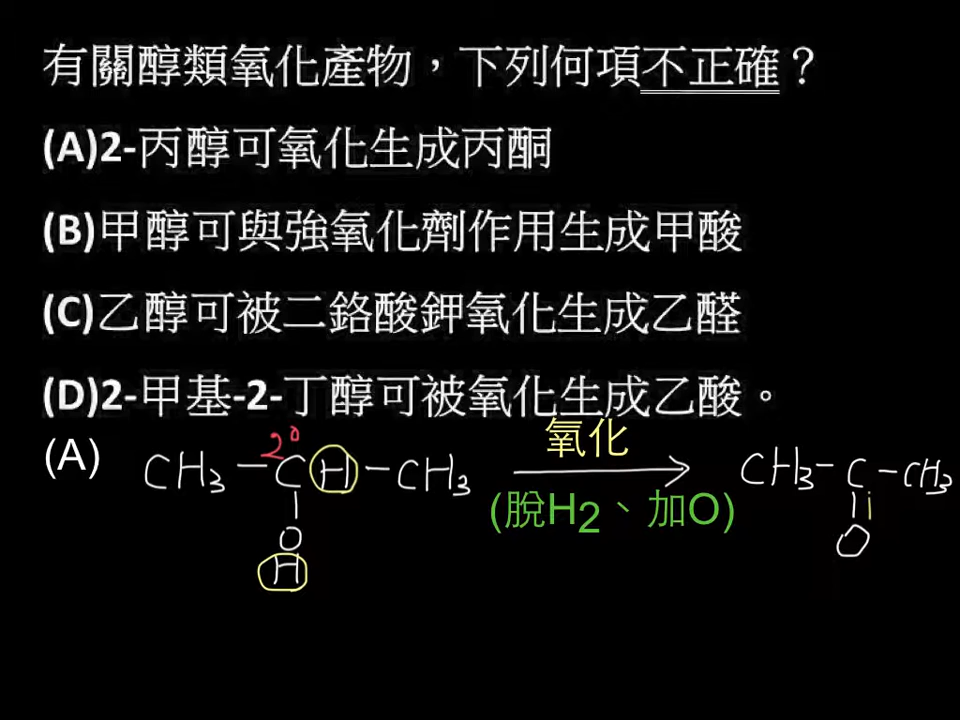 有關醇類氧化產物，下列何項不正確？
(A)2-丙醇可氧化生成丙酮
(B)甲醇可與強氧化劑作用生成甲酸
(C)乙醇可被二鉻酸鉀氧化生成乙醛
(D)2-甲基-2-丁醇可被氧化生成乙酸。
(A) CH3-CH-CH3 氧化 CH3-C-CH3
2°
(脫H2、加O)
O O
H